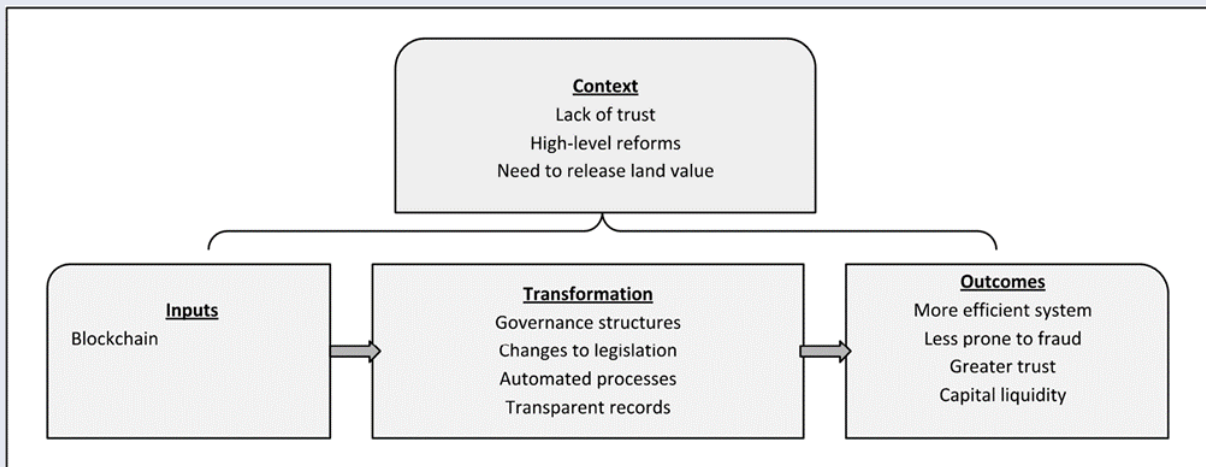 Context
Lack of trust
High-level reforms
Need to release land value
Inputs
Blockchain
Transformation
Governance structures
Changes to legislation
Automated processes
Transparent records
Outcomes
More efficient system
Less prone to fraud
Greater trust
Capital liquidity